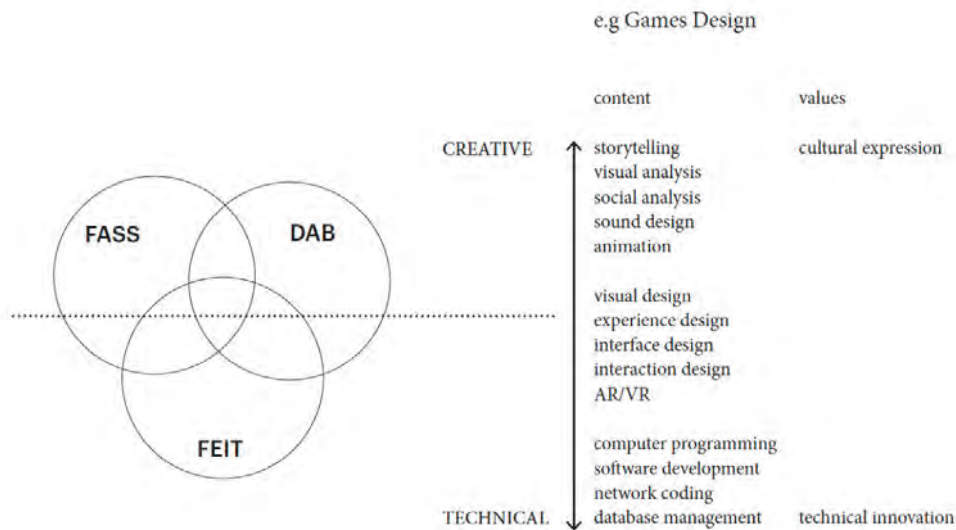 e.g Games Design
content values
CREATIVE storytelling cultural expression
visual analysis
social analysis
sound design
animation
FASS DAB
visual design
experience design
interface design
interaction design
AR/VR
computer programming
FEIT
software development
network coding
TECHNICAL database management technical innovation